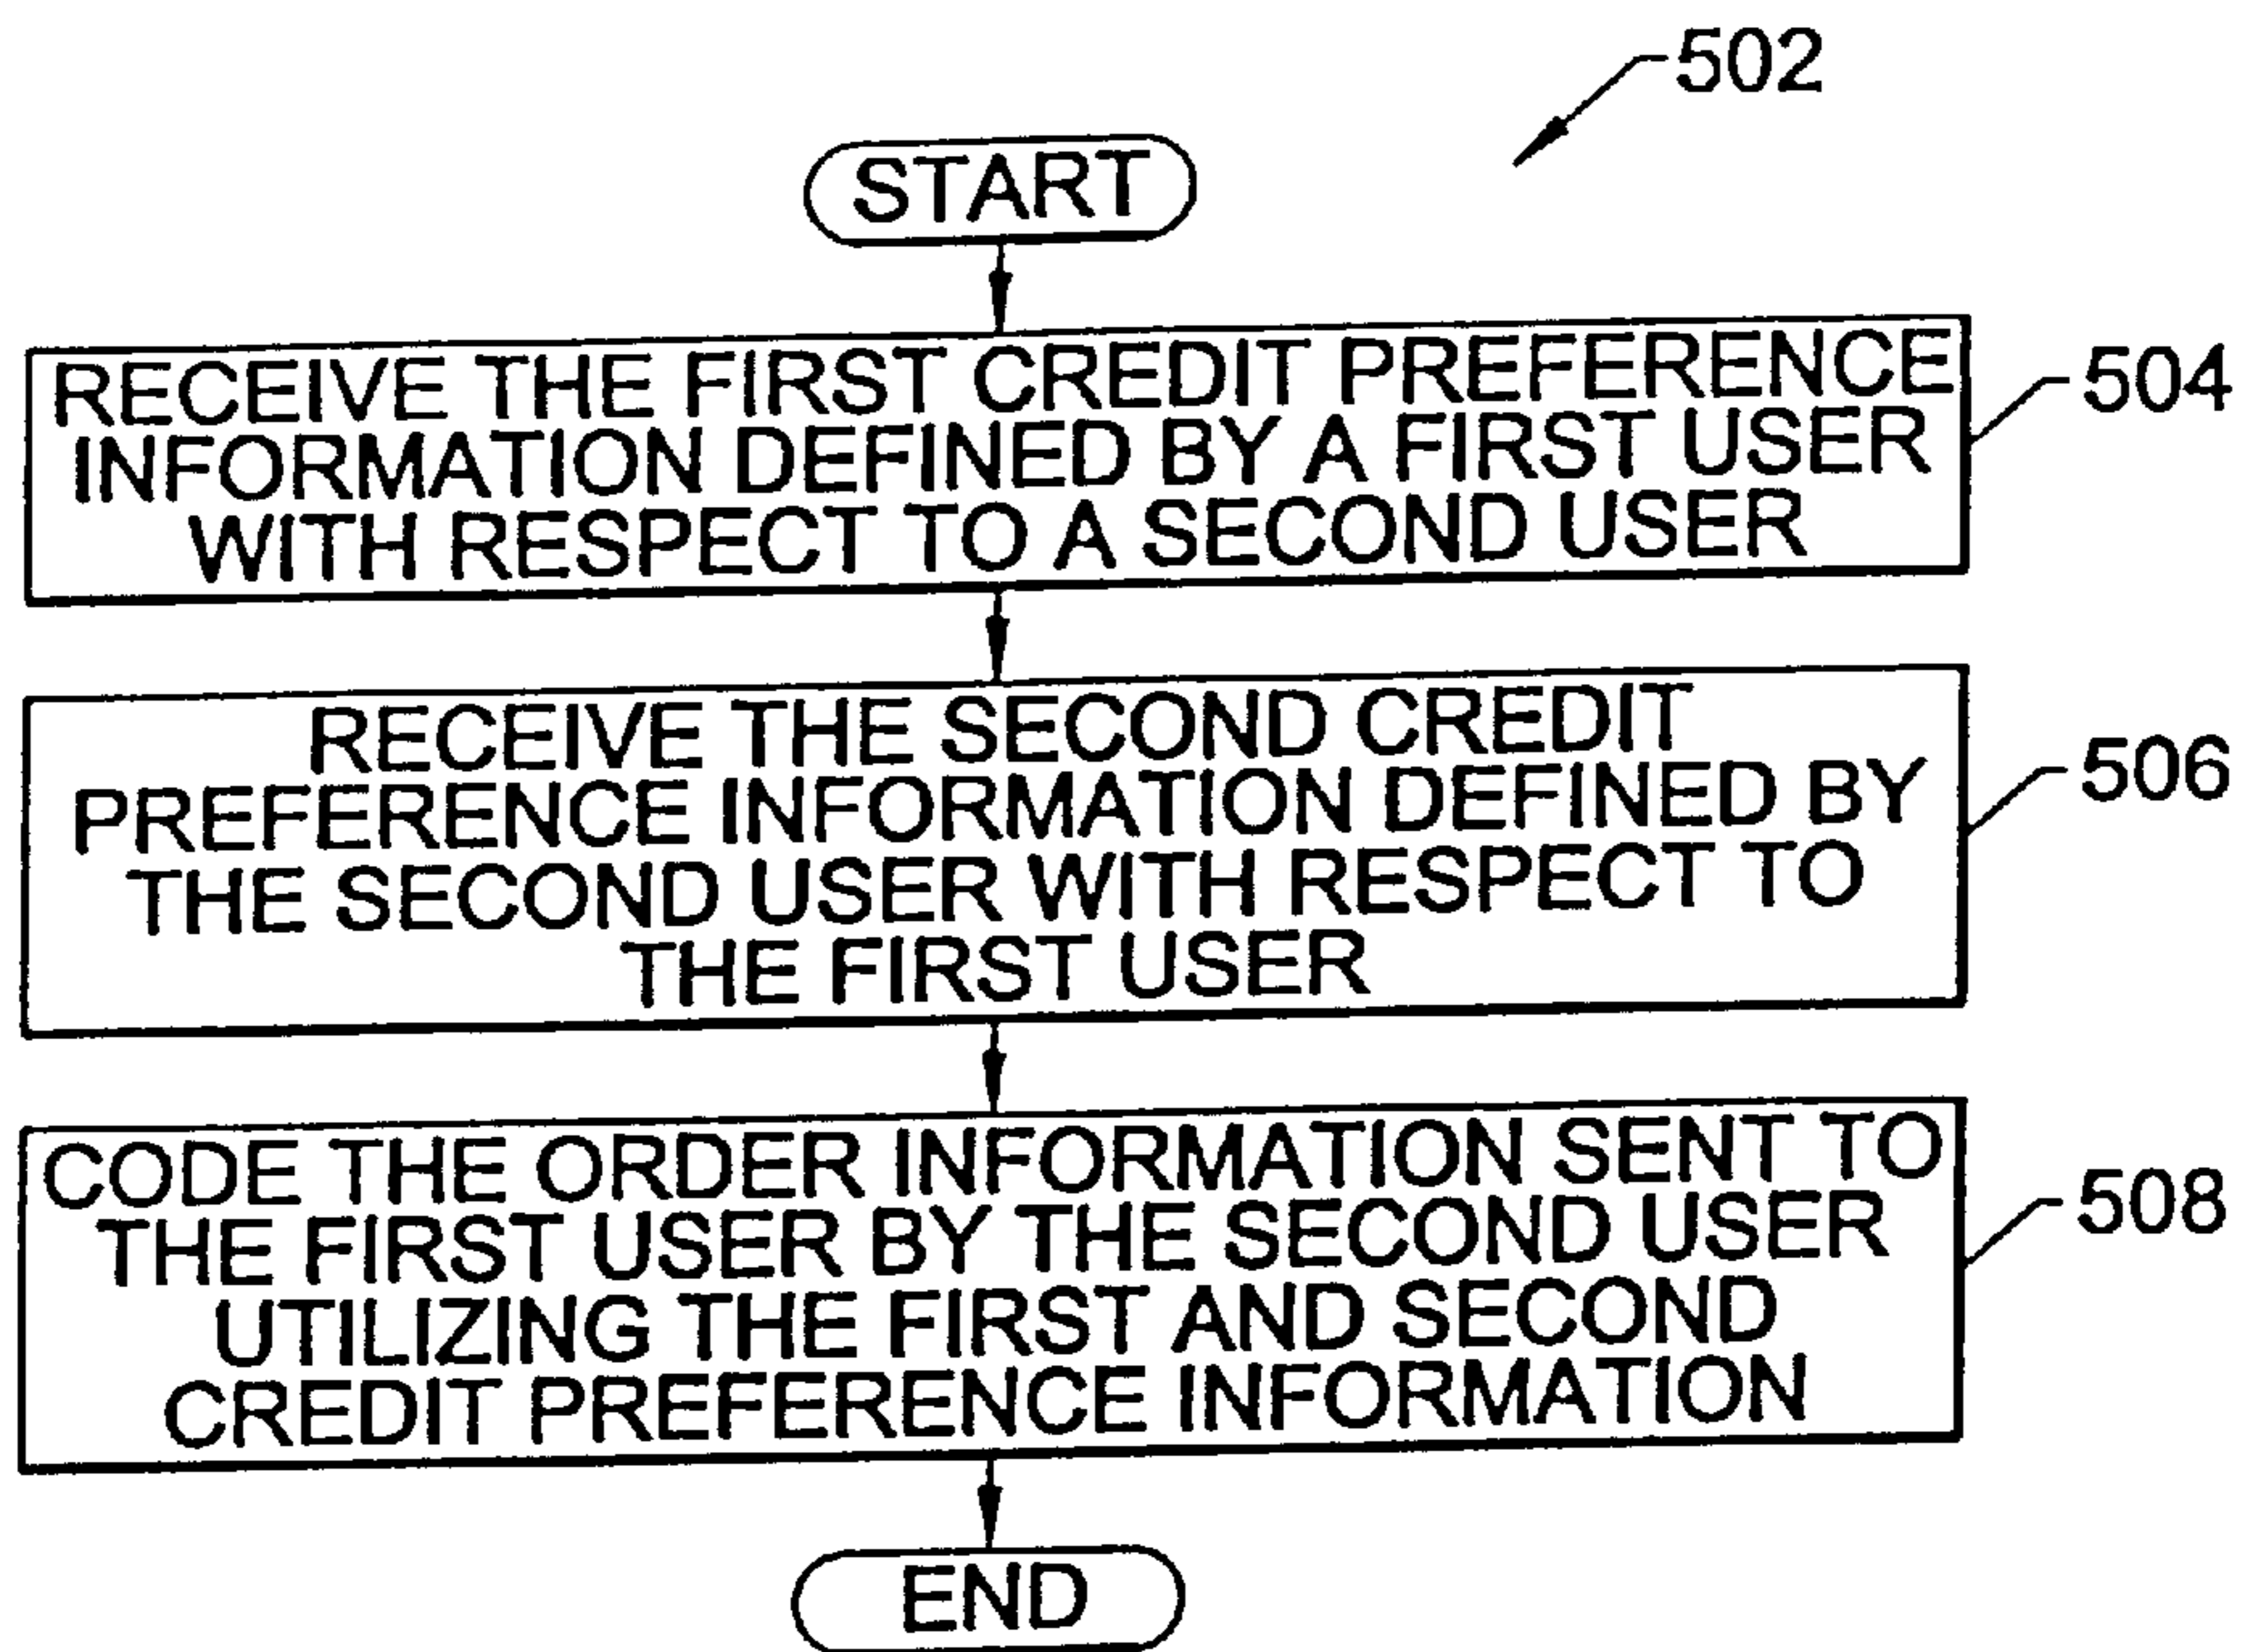 502
START
RECEIVE THE FIRST CREDIT PREFERENCE
INFORMATION DEFINED BY A FIRST USER
WITH RESPECT TO A SECOND USER
504
RECEIVE THE SECOND CREDIT
PREFERENCE INFORMATION DEFINED BY
THE SECOND USER WITH RESPECT TO
THE FIRST USER
506
CODE THE ORDER INFORMATION SENT TO
THE FIRST USER BY THE SECOND USER
UTILIZING THE FIRST AND SECOND
CREDIT PREFERENCE INFORMATION
508
END